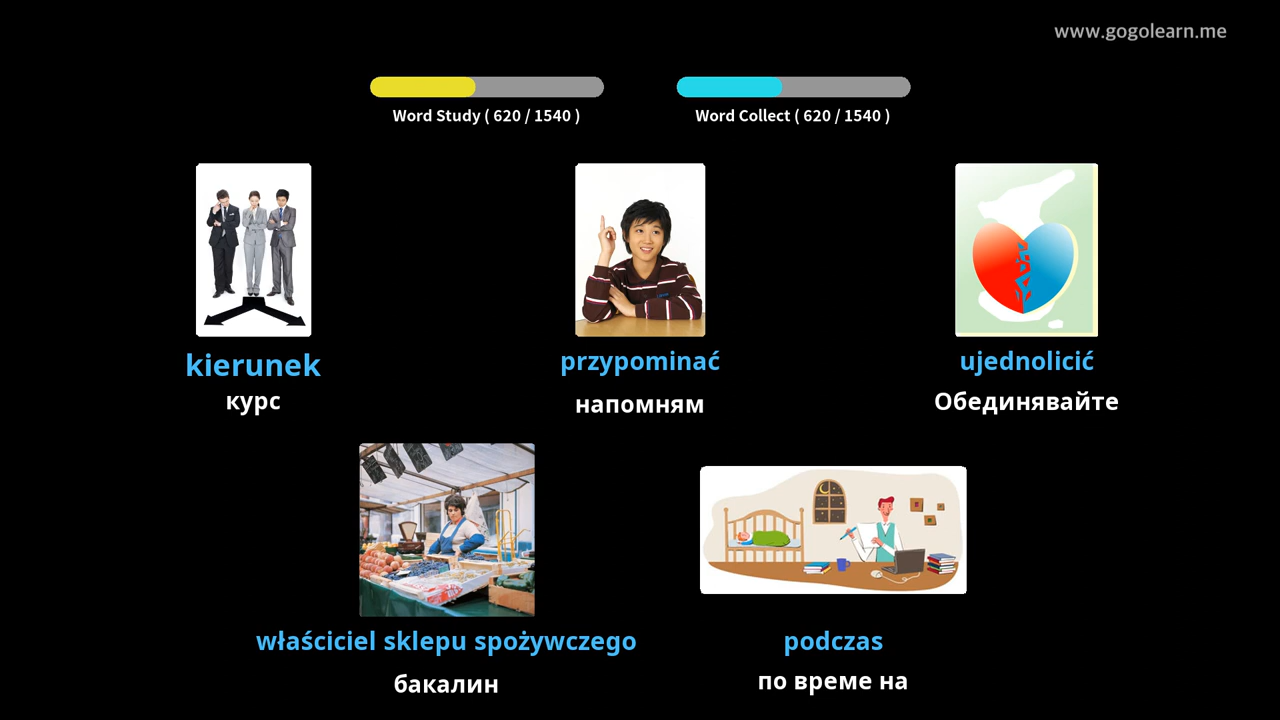 www.gogolearn.me
Word Study ( 620 / 1540 )
Word Collect ( 620 / 1540 )
kierunek
курс
przypominać
напомням
ujednolicić
Обединявайте
właściciel sklepu spożywczego
бакалин
podczas
по време на